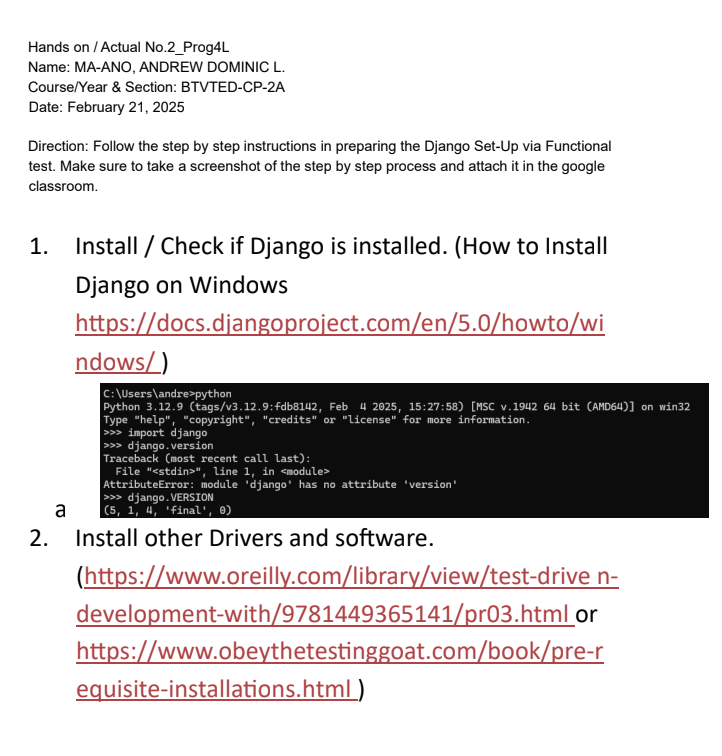 Hands on / Actual No.2_Prog4L
Name: MA-ANO, ANDREW DOMINIC L.
Course/Year & Section: BTVTED-CP-2A
Date: February 21, 2025
Direction: Follow the step by step instructions in preparing the Django Set-Up via Functional
test. Make sure to take a screenshot of the step by step process and attach it in the google
classroom.
1. Install / Check if Django is installed. (How to Install
Django on Windows
https://docs.djangoproject.com/en/5.0/howto/wi
ndows/ )
C:\Users\andre>python
Python 3.12.9 (tags/v3.12.9:fdb8142, Feb  4 2025, 15:27:58) [MSC v.1942 64 bit (AMD64)] on win32
Type "help", "copyright", "credits" or "license" for more information.
>>> import django
>>> django.version
Traceback (most recent call last):
  File "<stdin>", line 1, in <module>
AttributeError: module 'django' has no attribute 'version'
>>> django.VERSION
(5, 1, 4, 'final', 0)
a
2. Install other Drivers and software.
(https://www.oreilly.com/library/view/test-drive n-
development-with/9781449365141/pr03.html or
https://www.obeythetestinggoat.com/book/pre-r
equisite-installations.html )